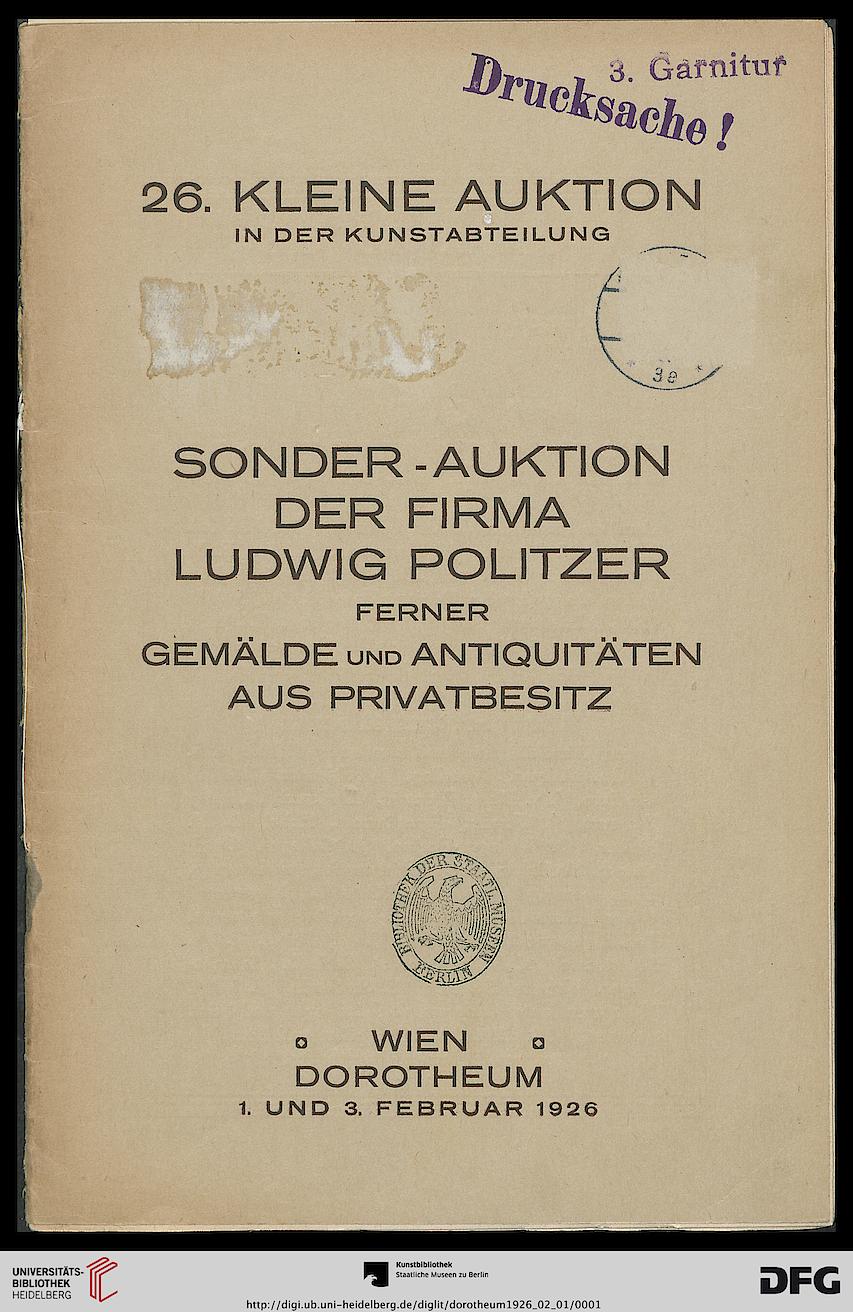 3. Garnitur
Drucksache!
26. KLEINE AUKTION
IN DER KUNSTABTEILUNG
SONDER-AUKTION
DER FIRMA
LUDWIG POLITZER
FERNER
GEMÄLDE UND ANTIQUITÄTEN
AUS PRIVATBESITZ
BIBLIOTHEK DER STAATL. MUSEEN
BERLIN
WIEN
DOROTHEUM
1. UND 3. FEBRUAR 1926
UNIVERSITÄTS-
BIBLIOTHEK
HEIDELBERG
Kunstbibliothek
Staatliche Museen zu Berlin
http://digi.ub.uni-heidelberg.de/diglit/dorotheum1926_02_01/0001
DFG